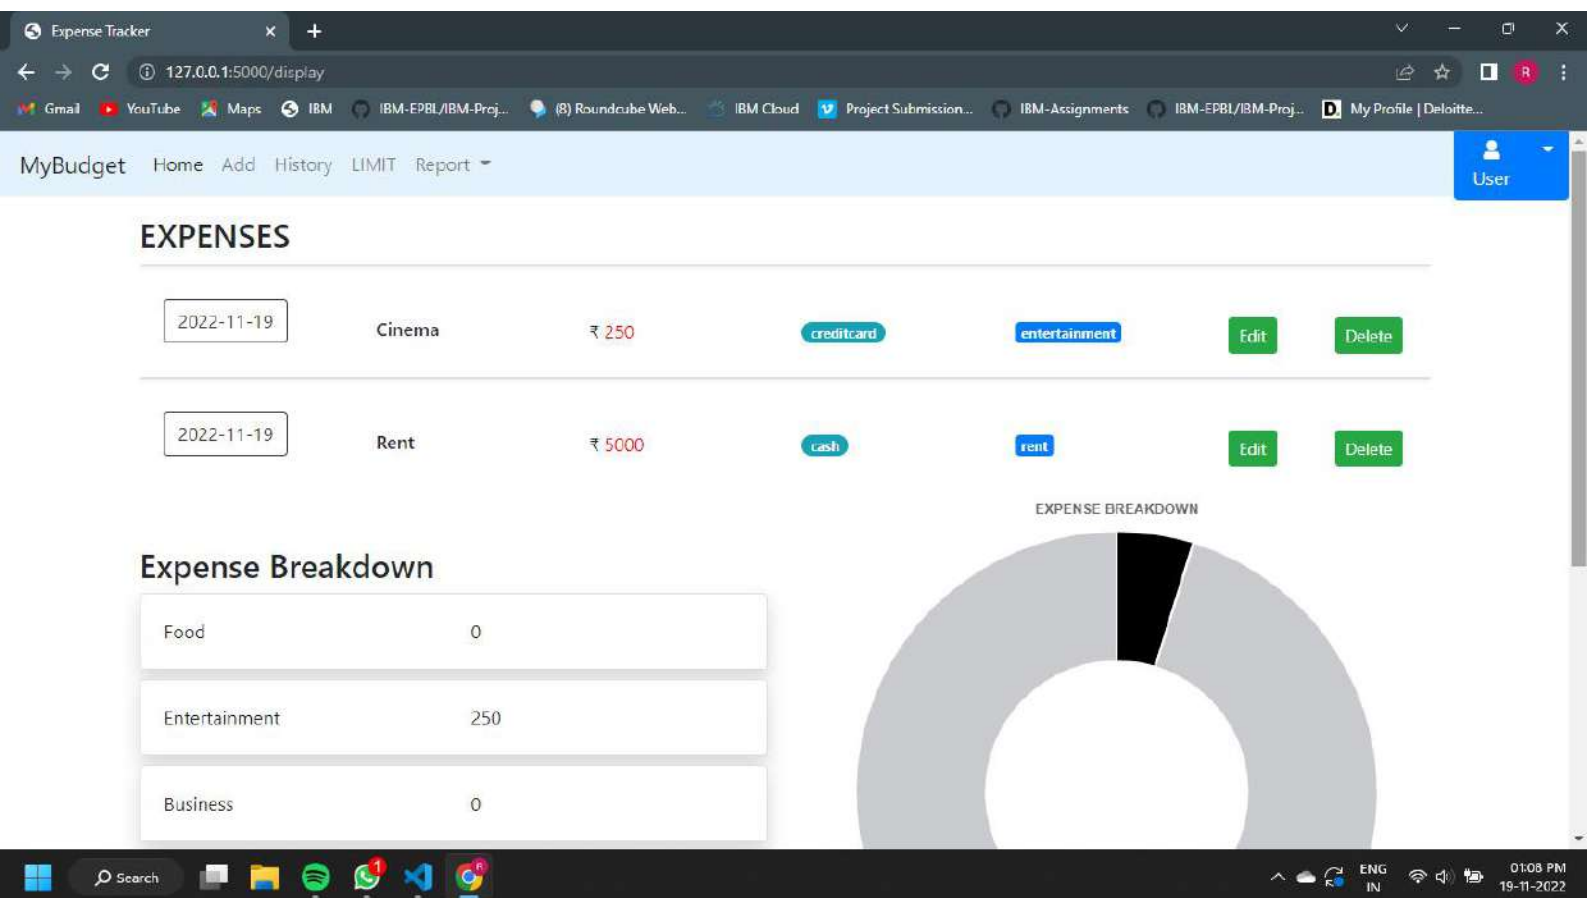 Expense Tracker
127.0.0.1:5000/display
R
Gmail YouTube Maps IBM IBM-EPBL/IBM-Proj... (8) Roundcube Web... IBM Cloud Project Submission... IBM-Assignments IBM-EPBL/IBM-Proj... D. My Profile | Deloitte...
MyBudget Home Add History LIMIT Report User
EXPENSES
2022-11-19 Cinema ₹ 250 creditcard entertainment Edit Delete
2022-11-19 Rent ₹ 5000 cash rent Edit Delete
EXPENSE BREAKDOWN
Expense Breakdown
Food 0
Entertainment 250
Business 0
Search 1 R ENG 01:08 PM
IN 19-11-2022